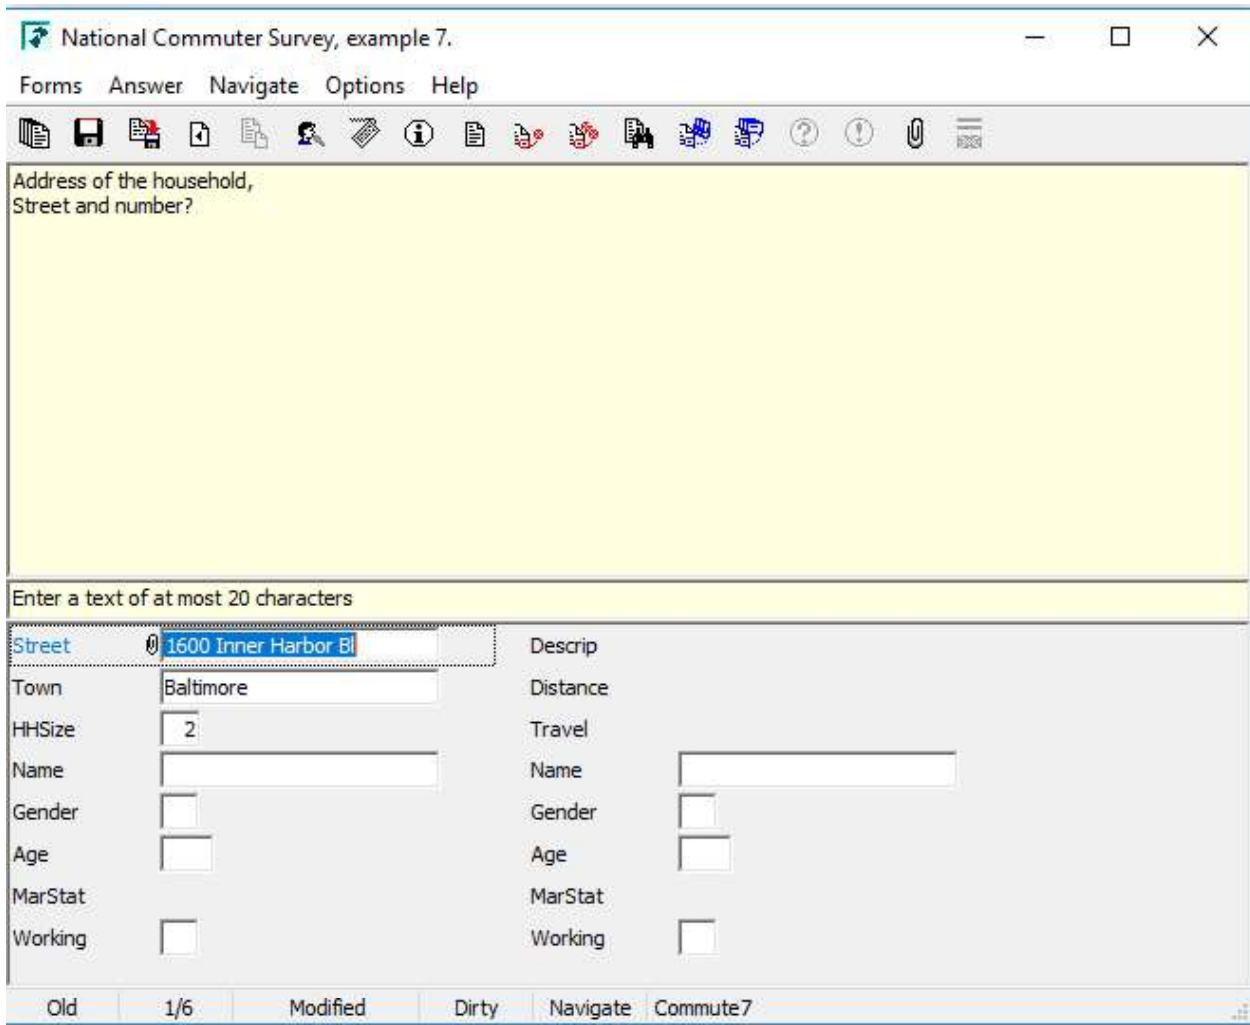 National Commuter Survey, example 7.
Forms Answer Navigate Options Help
Address of the household,
Street and number?
Enter a text of at most 20 characters
Street 1600 Inner Harbor Bl Descrip
Town Baltimore Distance
HHSize 2 Travel
Name Name
Gender Gender
Age Age
MarStat MarStat
Working Working
Old 1/6 Modified Dirty Navigate Commute7